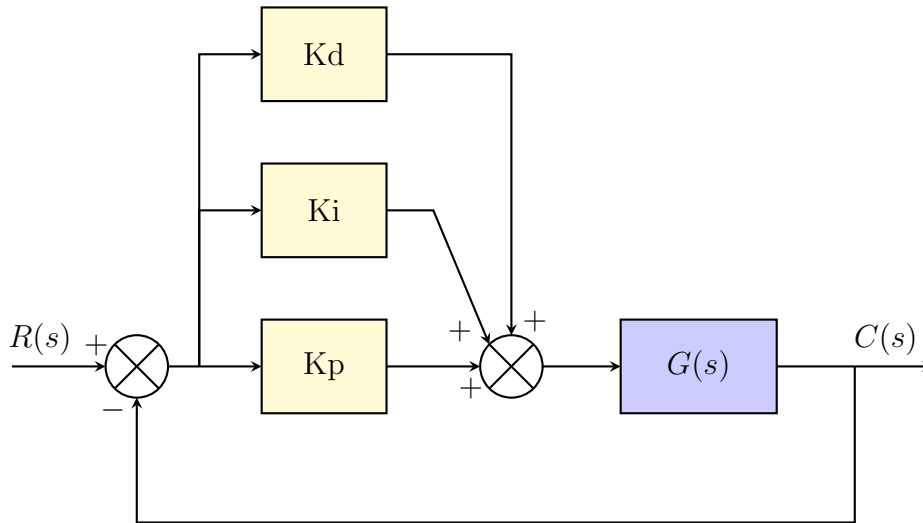 Kd
Ki
R(s)
+
−
Kp
+
+
+
G(s)
C(s)